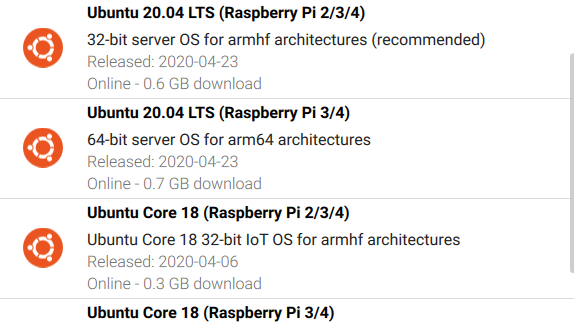 Ubuntu 20.04 LTS (Raspberry Pi 2/3/4)
32-bit server OS for armhf architectures (recommended)
Released: 2020-04-23
Online - 0.6 GB download
Ubuntu 20.04 LTS (Raspberry Pi 3/4)
64-bit server OS for arm64 architectures
Released: 2020-04-23
Online - 0.7 GB download
Ubuntu Core 18 (Raspberry Pi 2/3/4)
Ubuntu Core 18 32-bit IoT OS for armhf architectures
Released: 2020-04-06
Online - 0.3 GB download
Ubuntu Core 18 (Raspberry Pi 3/4)